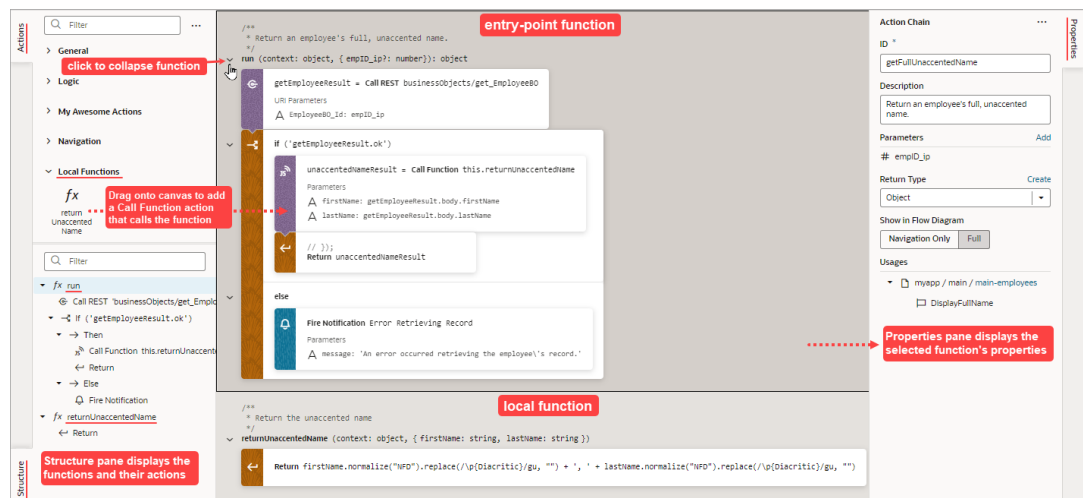 Actions
Filter
...
> General
click to collapse function
> Logic
> My Awesome Actions
> Navigation
Local Functions
fx
return
Unaccented
Name
Drag onto canvas to add
a Call Function action
that calls the function
Filter
fx run
Call REST 'businessObjects/get_Emplo
If ('getEmployeeResult.ok')
Then
Call Function this.returnUnaccente
Return
Else
Fire Notification
fx returnUnaccentedName
Return
Structure pane displays the
functions and their actions
Structure
entry-point function
/**
* Return an employee's full, unaccented name.
*/
run (context: object, { empID_ip?: number}): object
getEmployeeResult = Call REST businessObjects/get_EmployeeBO
URI Parameters
A EmployeeBO_Id: empID_ip
if ('getEmployeeResult.ok')
unaccentedNameResult = Call Function this.returnUnaccentedName
Parameters
A firstName: getEmployeeResult.body.firstName
A lastName: getEmployeeResult.body.lastName
// });
Return unaccentedNameResult
else
Fire Notification Error Retrieving Record
Parameters
A message: 'An error occurred retrieving the employee\'s record.'
local function
/**
* Return the unaccented name
*/
returnUnaccentedName (context: object, { firstName: string, lastName: string })
Return firstName.normalize("NFD").replace(/\p{Diacritic}/gu, "") + ', ' + lastName.normalize("NFD").replace(/\p{Diacritic}/gu, "")
Action Chain
...
Properties
ID *
getFullUnaccentedName
Description
Return an employee's full, unaccented
name.
Parameters Add
# empID_ip
Return Type Create
Object
Show in Flow Diagram
Navigation Only Full
Usages
myapp / main / main-employees
DisplayFullName
Properties pane displays the
selected function's properties